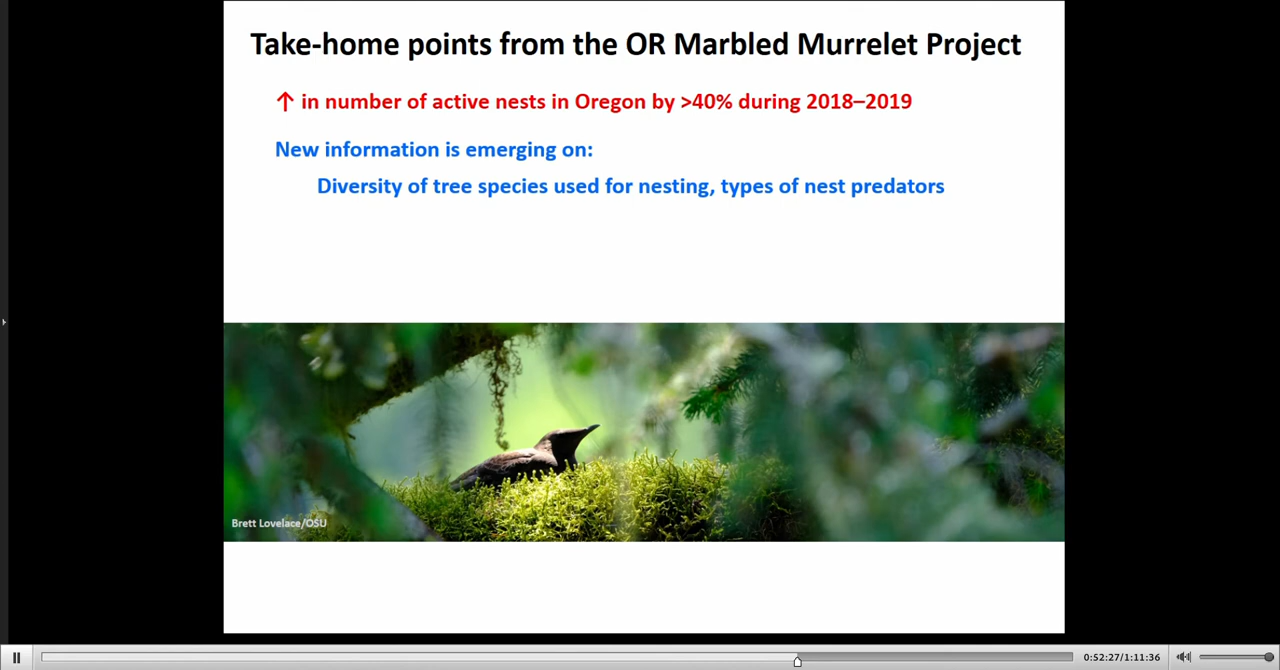 Take-home points from the OR Marbled Murrelet Project
↑ in number of active nests in Oregon by >40% during 2018–2019
New information is emerging on:
Diversity of tree species used for nesting, types of nest predators
Brett Lovelace/OSU
0:52:27/1:11:36